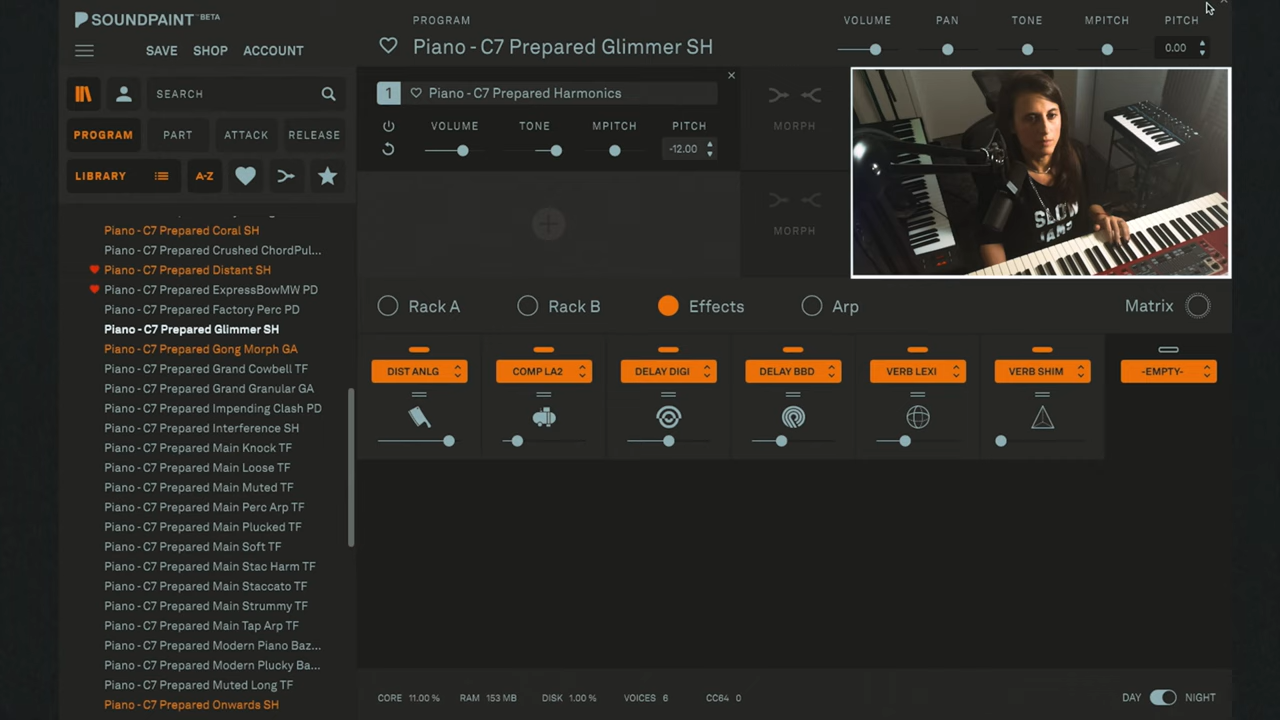 SOUNDPAINT™ BETA
SAVE SHOP ACCOUNT
PROGRAM
Piano - C7 Prepared Glimmer SH
VOLUME PAN TONE MPITCH PITCH
0.00
SEARCH
PROGRAM PART ATTACK RELEASE
LIBRARY A-Z
Piano - C7 Prepared Coral SH
Piano - C7 Prepared Crushed ChordPul...
Piano - C7 Prepared Distant SH
Piano - C7 Prepared ExpressBowMW PD
Piano - C7 Prepared Factory Perc PD
Piano - C7 Prepared Glimmer SH
Piano - C7 Prepared Gong Morph GA
Piano - C7 Prepared Grand Cowbell TF
Piano - C7 Prepared Grand Granular GA
Piano - C7 Prepared Impending Clash PD
Piano - C7 Prepared Interference SH
Piano - C7 Prepared Main Knock TF
Piano - C7 Prepared Main Loose TF
Piano - C7 Prepared Main Muted TF
Piano - C7 Prepared Main Perc Arp TF
Piano - C7 Prepared Main Plucked TF
Piano - C7 Prepared Main Soft TF
Piano - C7 Prepared Main Stac Harm TF
Piano - C7 Prepared Main Staccato TF
Piano - C7 Prepared Main Strummy TF
Piano - C7 Prepared Main Tap Arp TF
Piano - C7 Prepared Modern Piano Baz...
Piano - C7 Prepared Modern Plucky Ba...
Piano - C7 Prepared Muted Long TF
Piano - C7 Prepared Onwards SH
1 Piano - C7 Prepared Harmonics
VOLUME TONE MPITCH PITCH
-12.00
MORPH
MORPH
SLOW
Rack A Rack B Effects Arp Matrix
DIST ANLG COMP LA2 DELAY DIGI DELAY BBD VERB LEXI VERB SHIM -EMPTY-
CORE 11.00 % RAM 153 MB DISK 1.00 % VOICES 6 CC64 0
DAY NIGHT